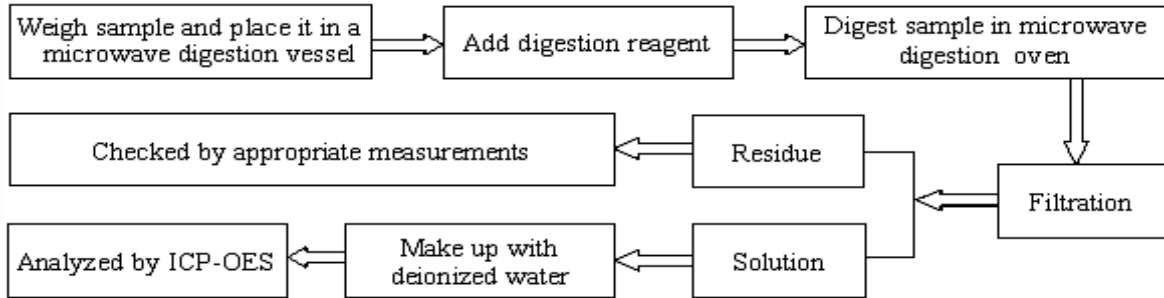 Weigh sample and place it in a
microwave digestion vessel
Add digestion reagent
Digest sample in microwave
digestion oven
Filtration
Residue
Checked by appropriate measurements
Solution
Make up with
deionized water
Analyzed by ICP-OES